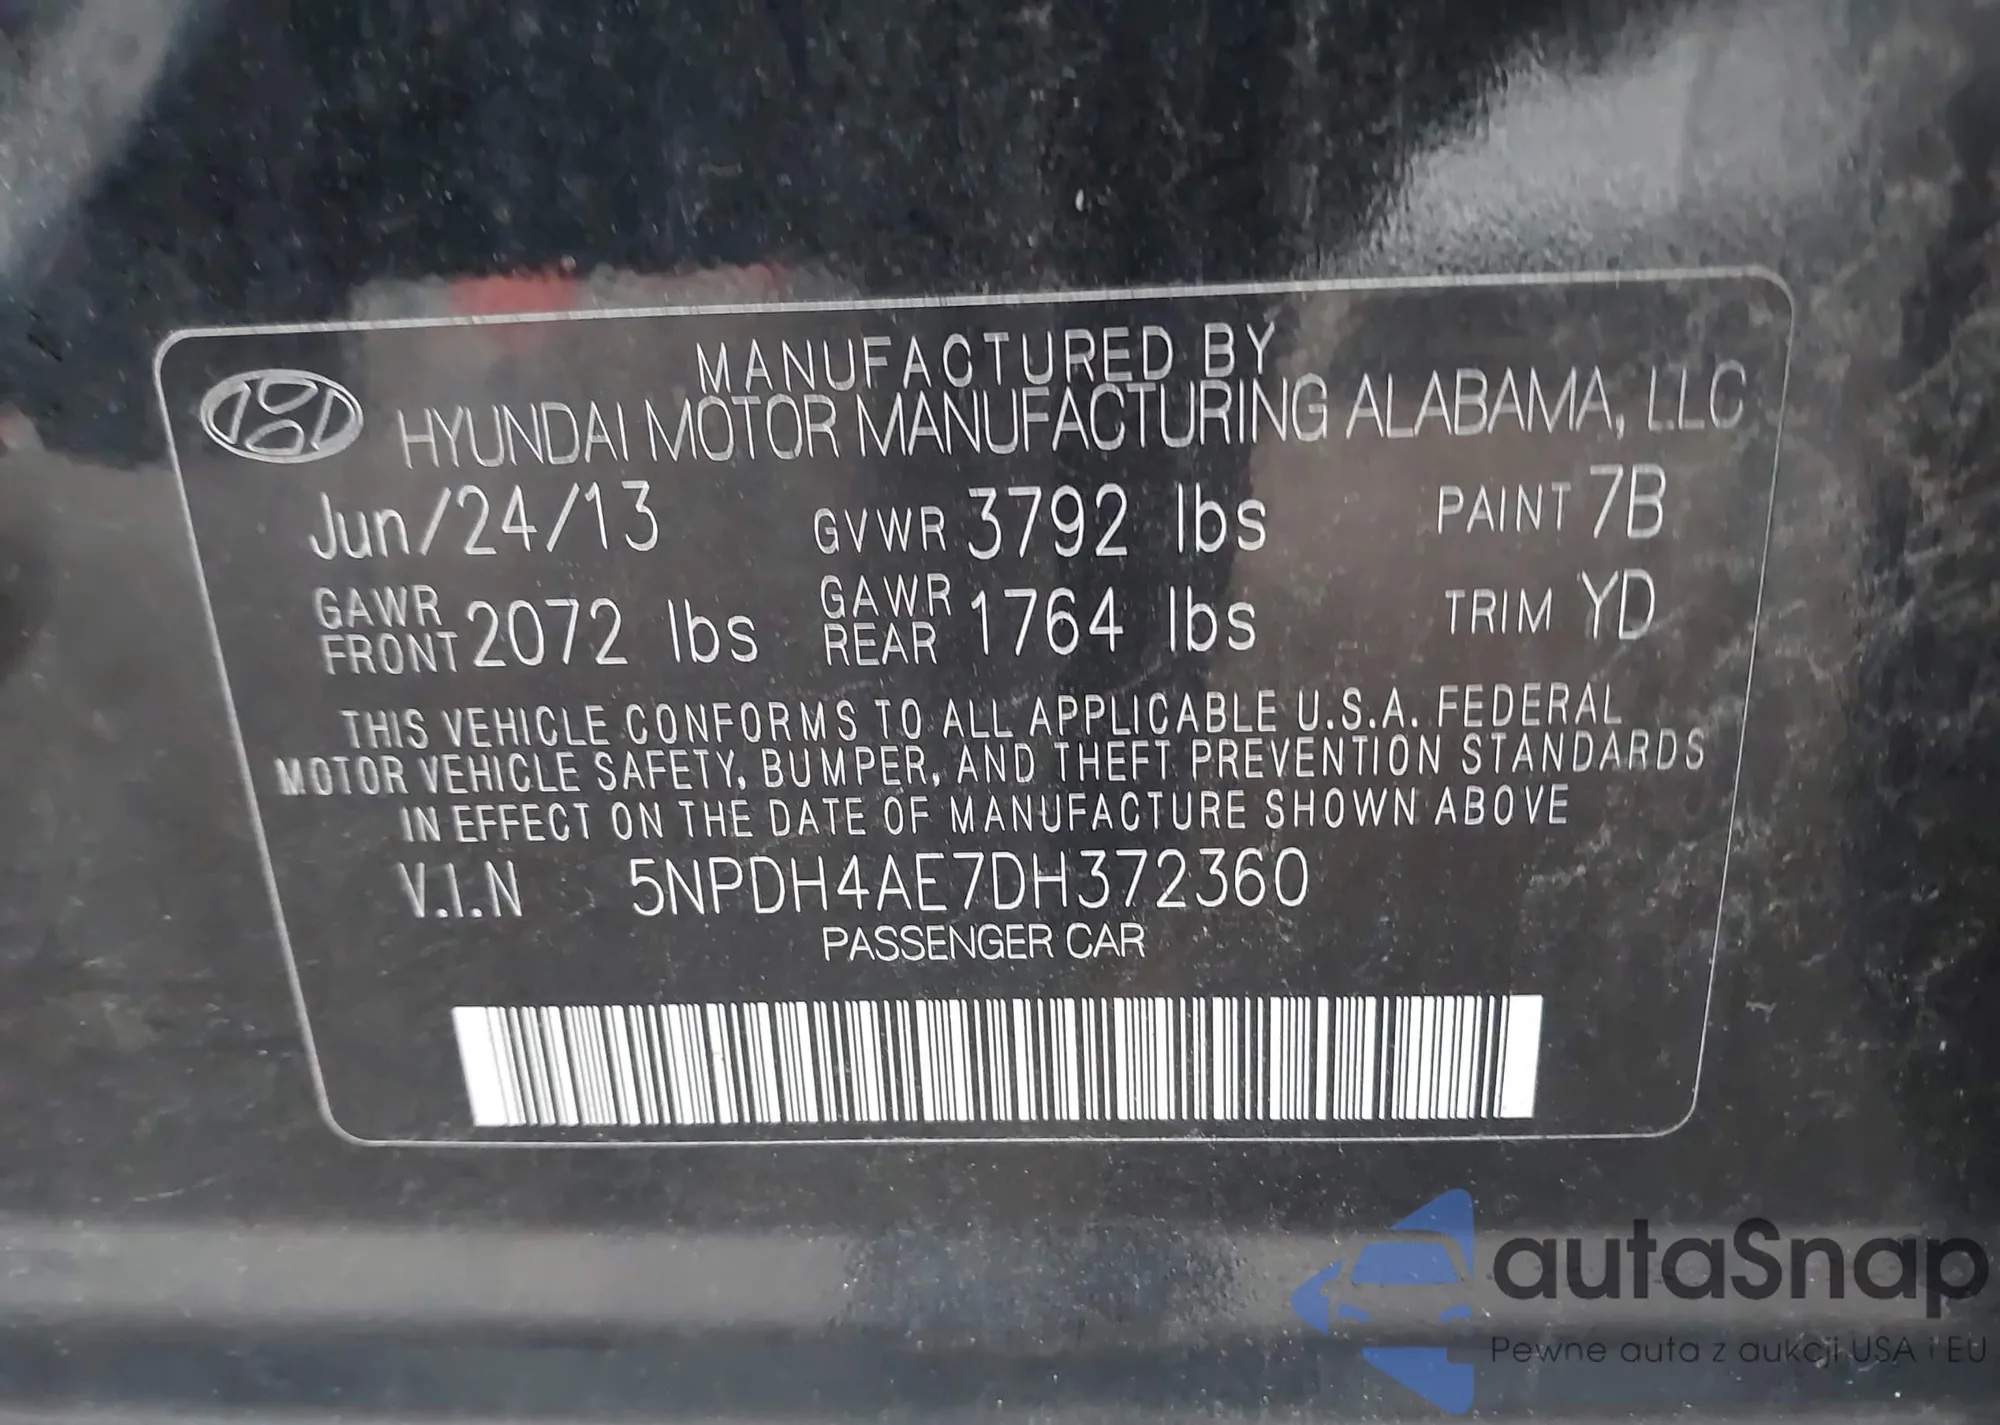 MANUFACTURED BY
HYUNDAI MOTOR MANUFACTURING ALABAMA, LLC
Jun/24/13 GVWR 3792 lbs PAINT 7B
GAWR FRONT 2072 lbs GAWR REAR 1764 lbs TRIM YD
THIS VEHICLE CONFORMS TO ALL APPLICABLE U.S.A. FEDERAL
MOTOR VEHICLE SAFETY, BUMPER, AND THEFT PREVENTION STANDARDS
IN EFFECT ON THE DATE OF MANUFACTURE SHOWN ABOVE
V.I.N 5NPDH4AE7DH372360
PASSENGER CAR
autaSnap
Pewne auta z aukcji USA i EU